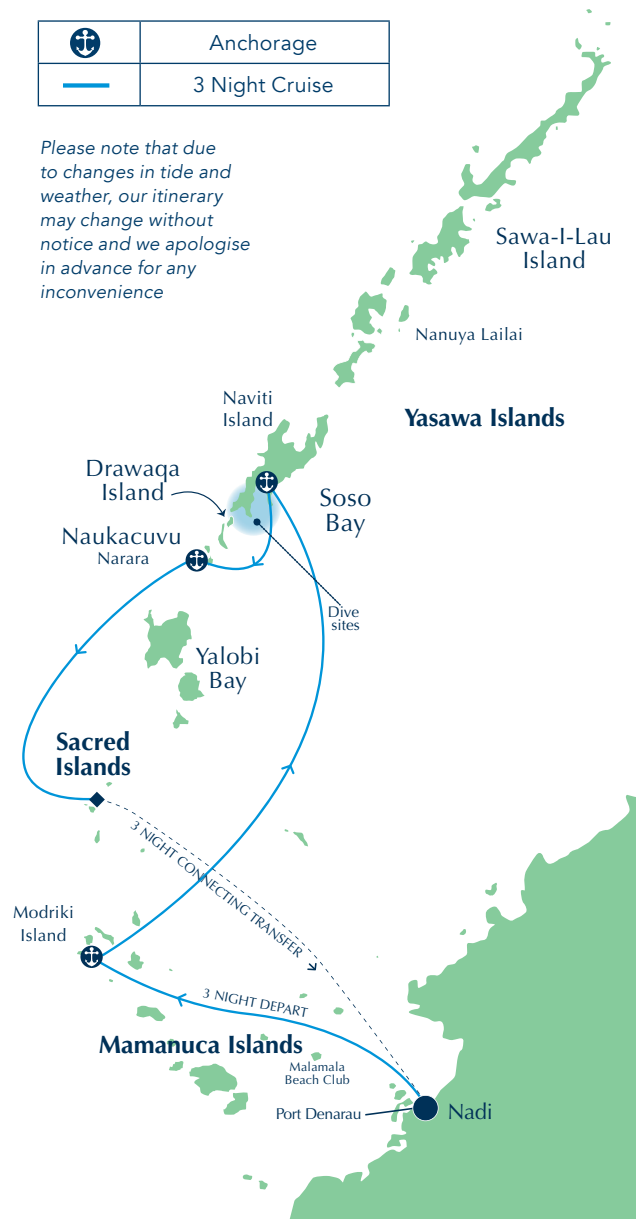 Anchorage
3 Night Cruise
Please note that due
to changes in tide and
weather, our itinerary
may change without
notice and we apologise
in advance for any
inconvenience
Sawa-I-Lau
Island
Nanuya Lailai
Naviti
Island
Yasawa Islands
Drawaqa
Island
Soso
Bay
Naukacuvu
Narara
Dive
sites
Yalobi
Bay
Sacred
Islands
3 NIGHT CONNECTING TRANSFER
Modriki
Island
3 NIGHT DEPART
Mamanuca Islands
Malamala
Beach Club
Port Denarau
Nadi